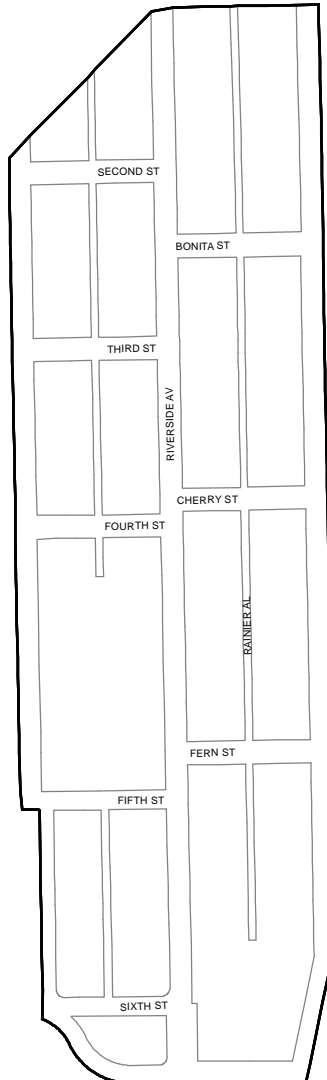 SECOND ST
BONITA ST
THIRD ST
RIVERSIDE AV
CHERRY ST
FOURTH ST
RAINIER AL
FERN ST
FIFTH ST
SIXTH ST